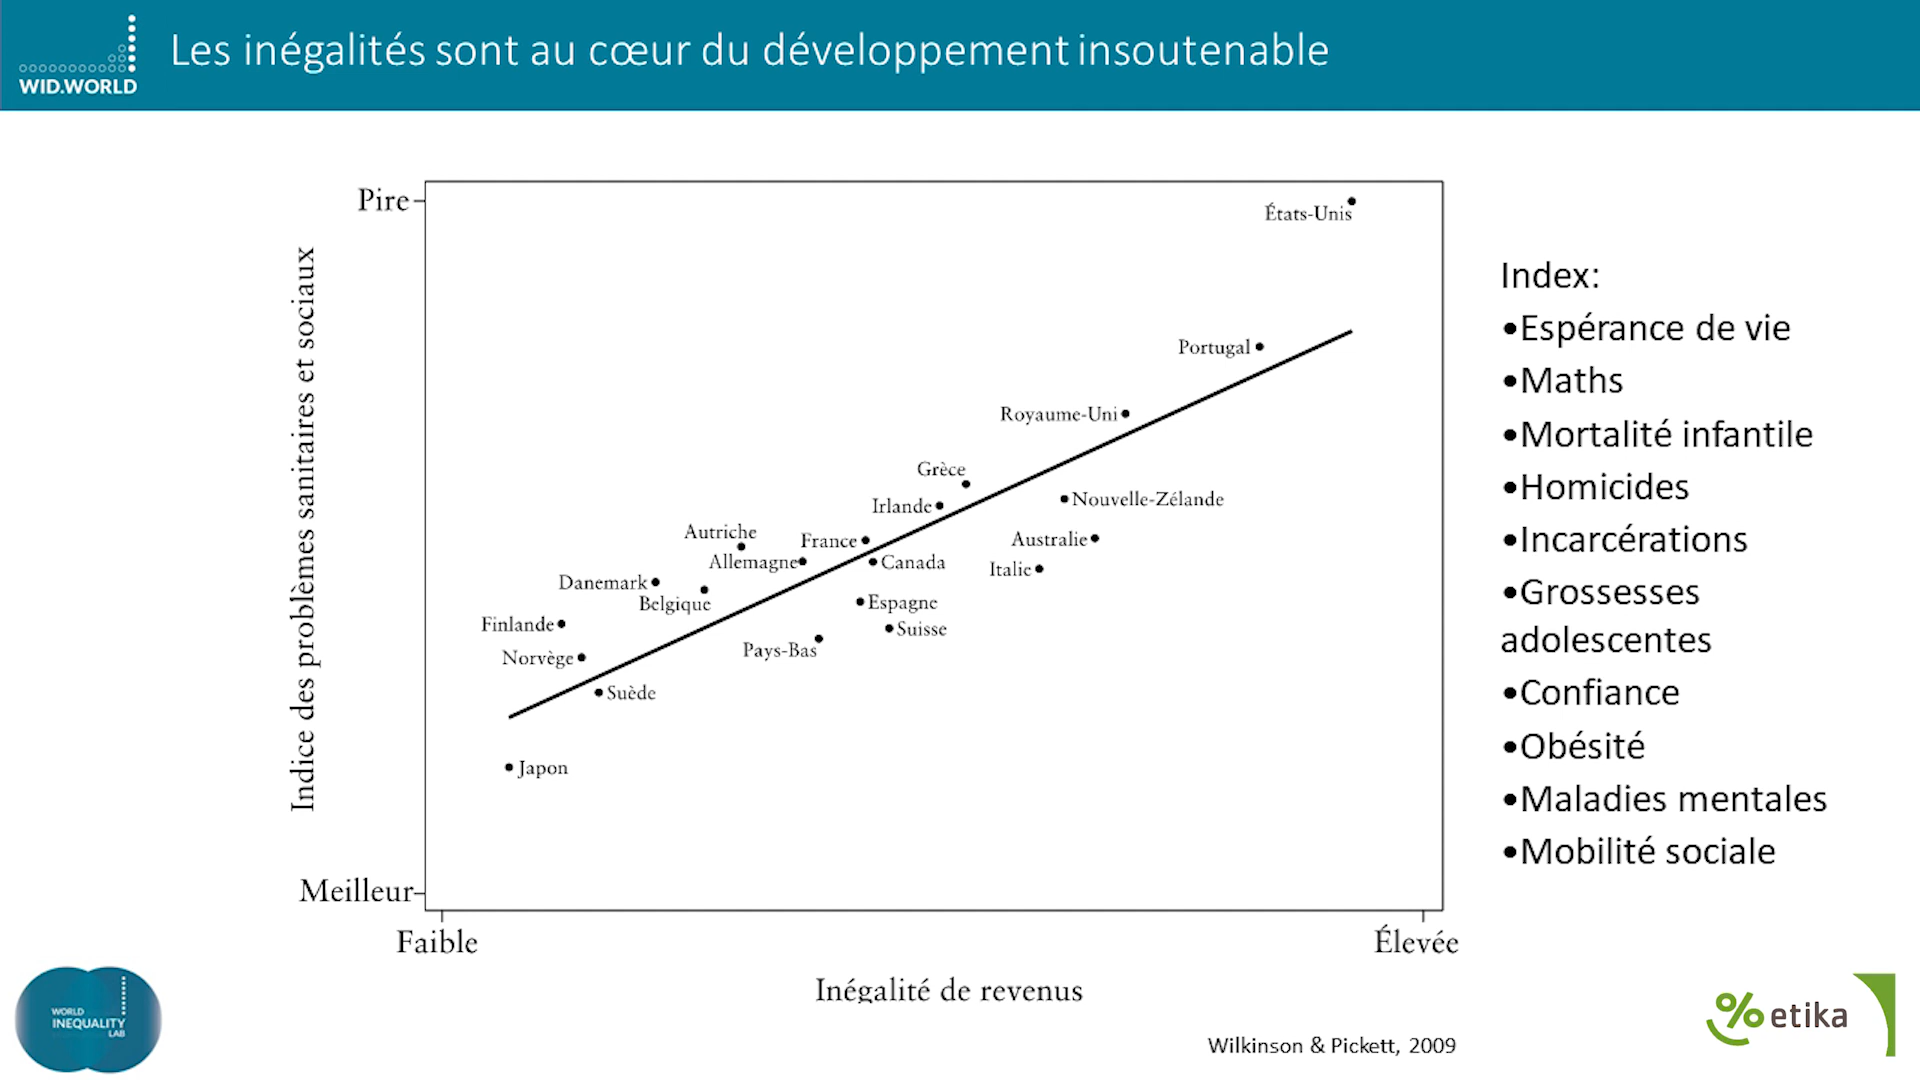 WID.WORLD
Les inégalités sont au cœur du développement insoutenable
Pire
Indice des problèmes sanitaires et sociaux
Meilleur
États-Unis
Portugal
Royaume-Uni
Grèce
Nouvelle-Zélande
Irlande
Autriche
France
Australie
Allemagne
Canada
Italie
Danemark
Belgique
Espagne
Finlande
Suisse
Pays-Bas
Norvège
Suède
Japon
Faible
Élevée
Inégalité de revenus
Index:
•Espérance de vie
•Maths
•Mortalité infantile
•Homicides
•Incarcérations
•Grossesses
adolescentes
•Confiance
•Obésité
•Maladies mentales
•Mobilité sociale
WORLD
INEQUALITY
LAB
Wilkinson & Pickett, 2009
% etika